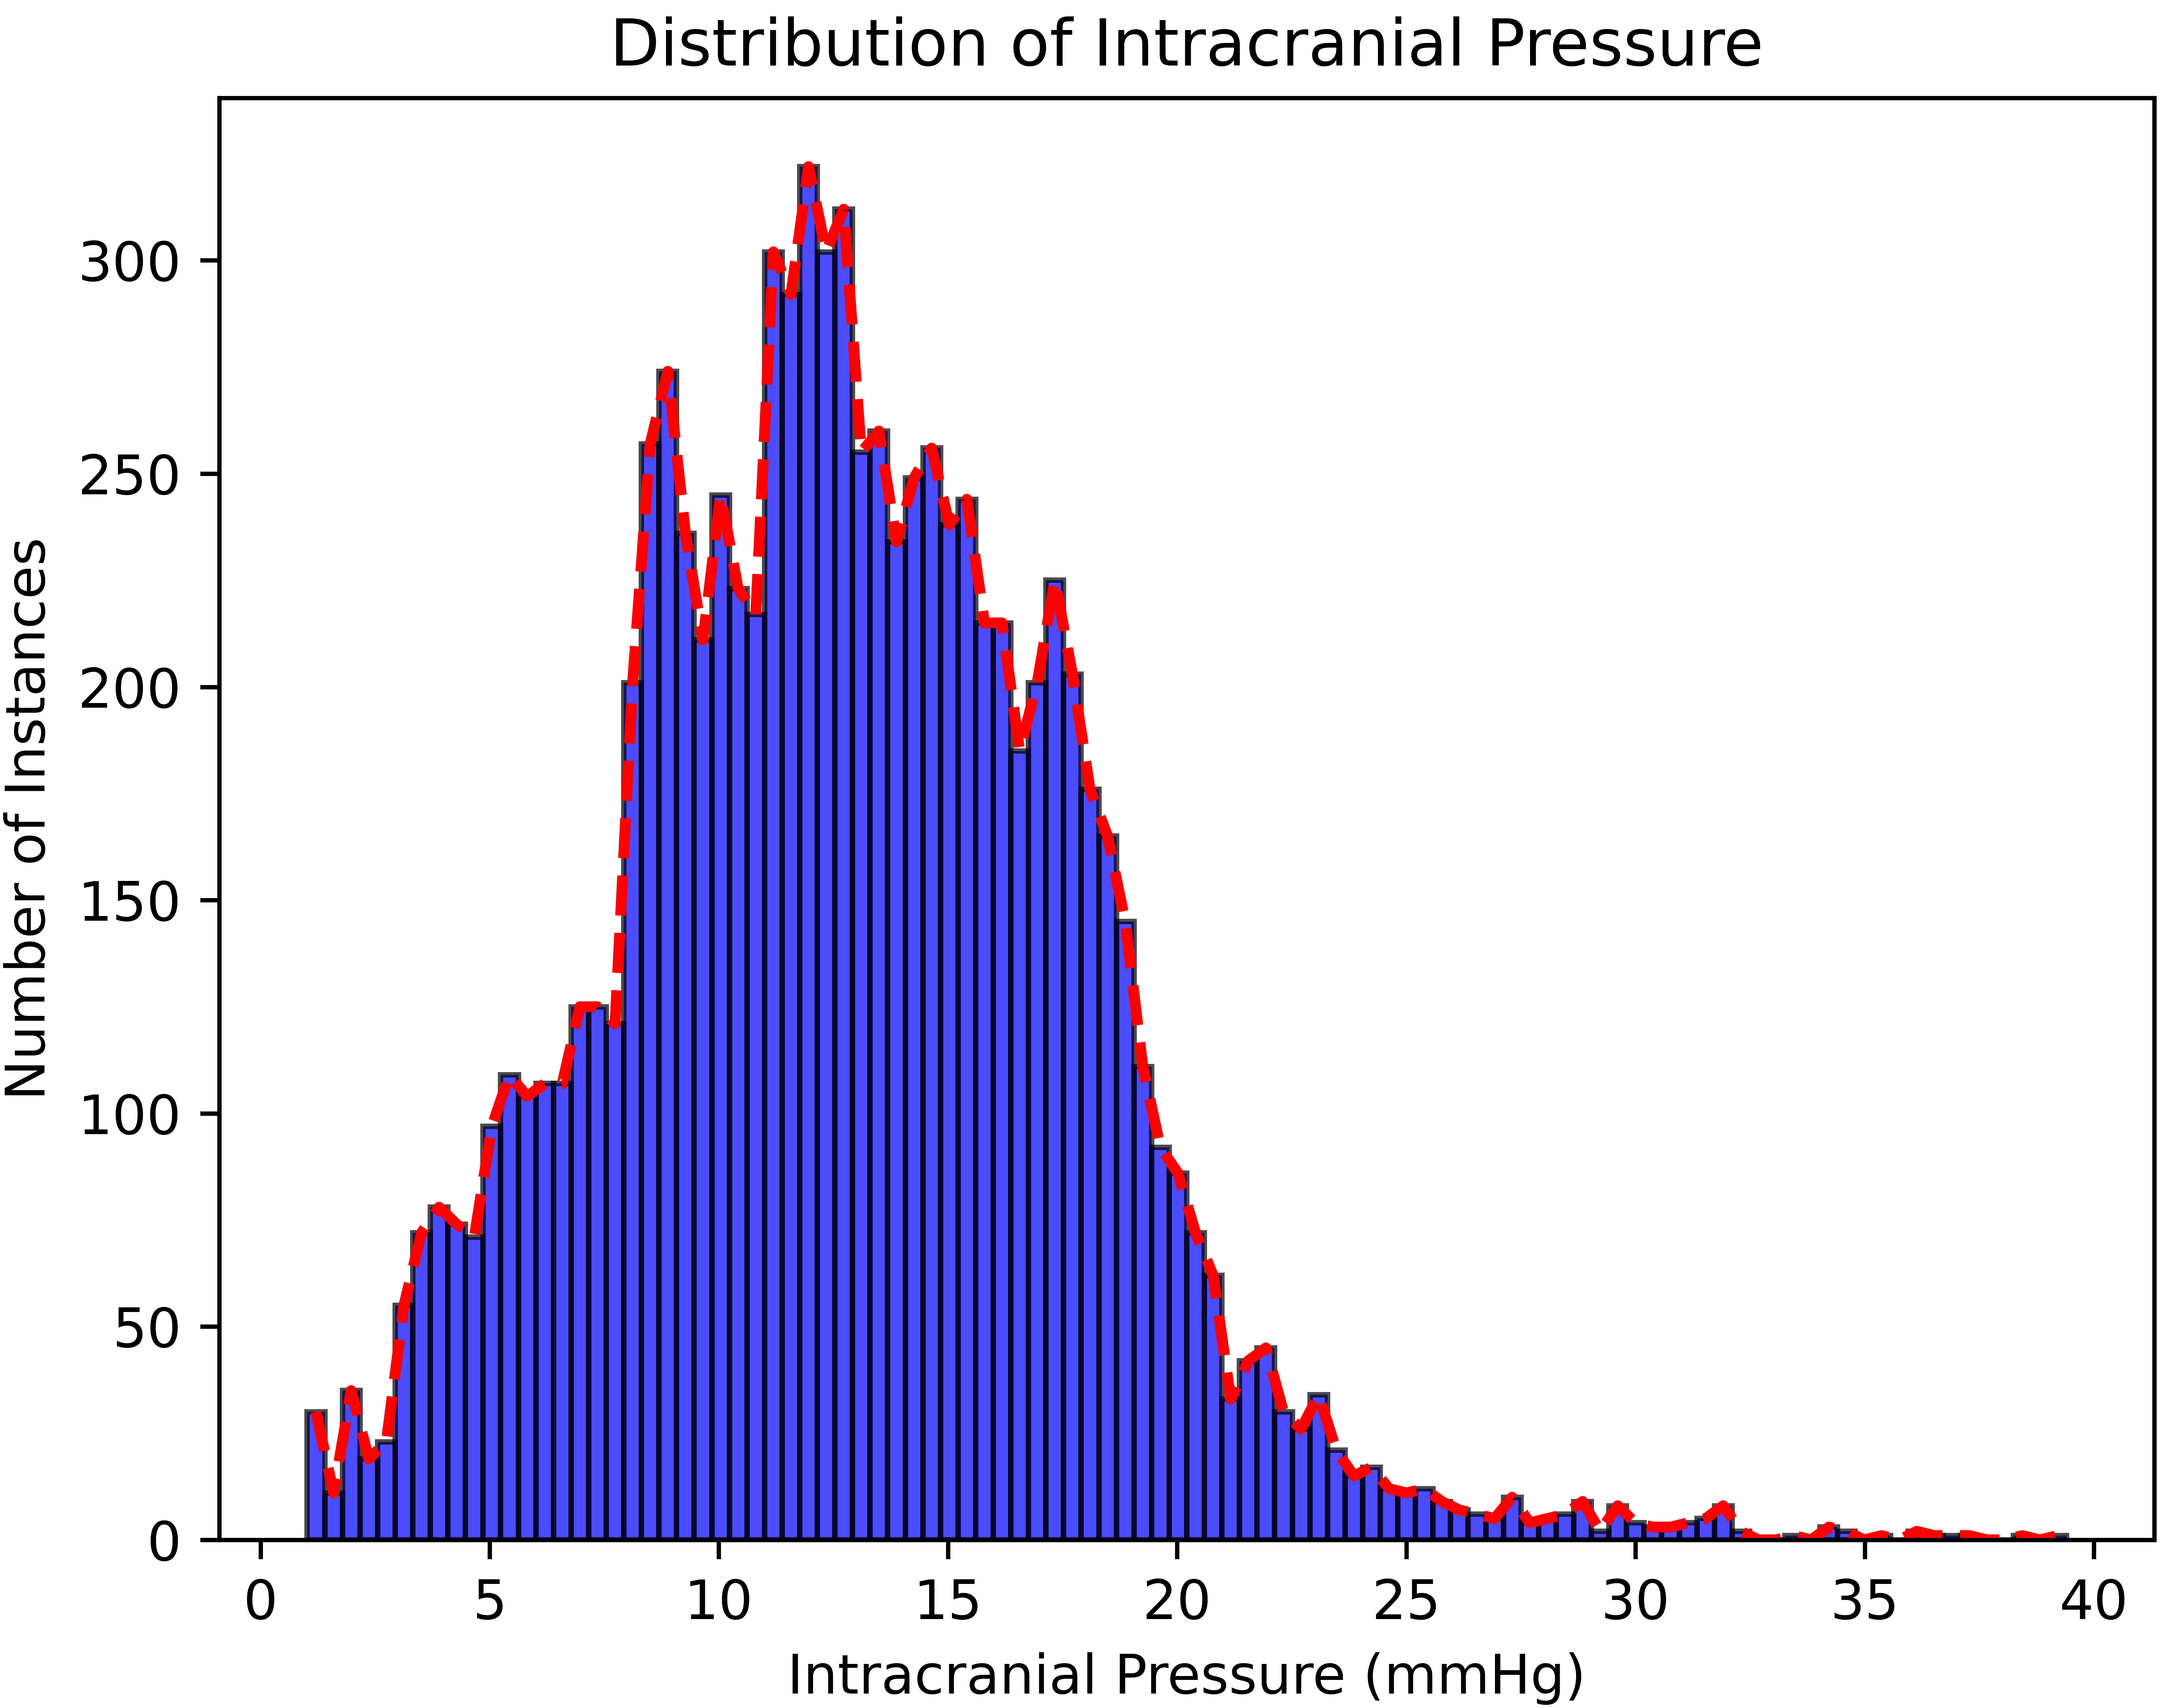 Distribution of Intracranial Pressure
Number of Instances
300
250
200
150
100
50
0
0 5 10 15 20 25 30 35 40
Intracranial Pressure (mmHg)